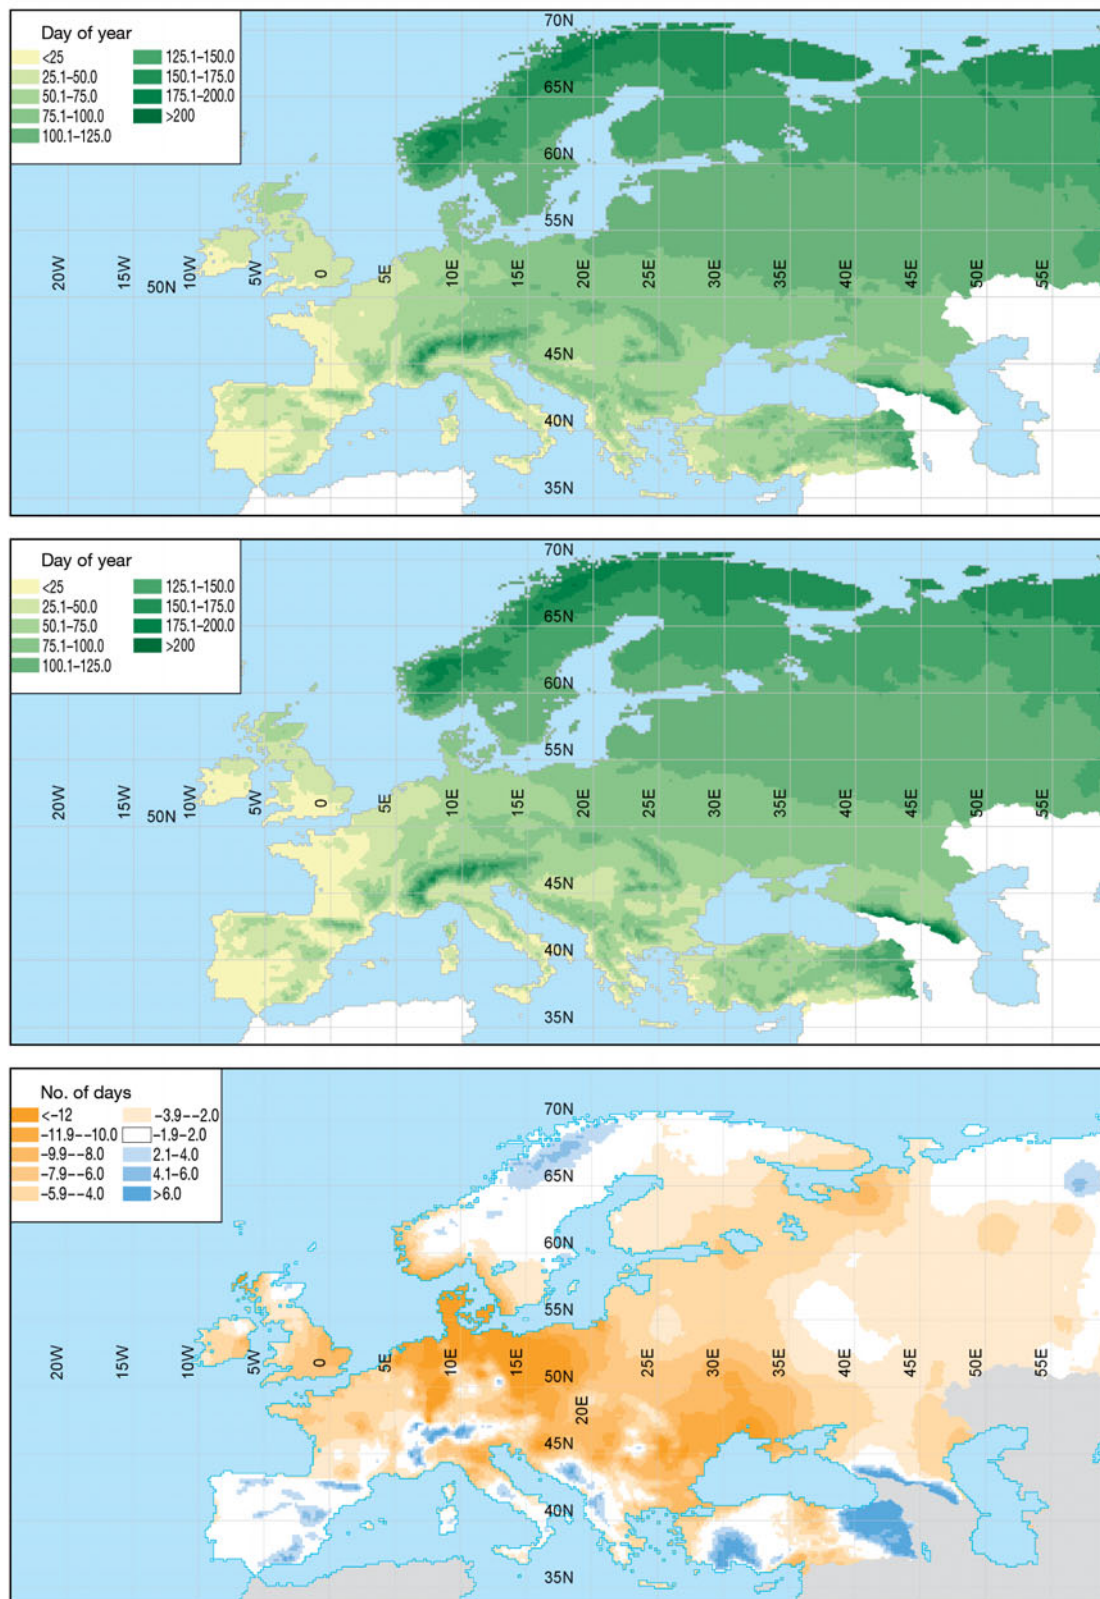 Day of year
<25
25.1–50.0
50.1–75.0
75.1–100.0
100.1–125.0
125.1–150.0
150.1–175.0
175.1–200.0
>200
70N
65N
60N
55N
20W
15W
50N
10W
5W
0
5E
10E
15E
25E
30E
35E
40E
45E
50E
55E
45N
40N
35N
Day of year
<25
25.1–50.0
50.1–75.0
75.1–100.0
100.1–125.0
125.1–150.0
150.1–175.0
175.1–200.0
>200
70N
65N
60N
55N
20W
15W
50N
10W
5W
0
5E
10E
15E
25E
30E
35E
40E
45E
50E
55E
45N
40N
35N
No. of days
<–12
–11.9––10.0
–9.9––8.0
–7.9––6.0
–5.9––4.0
–3.9––2.0
–1.9–2.0
2.1–4.0
4.1–6.0
>6.0
70N
65N
60N
55N
20W
15W
10W
5W
0
5E
10E
15E
50N
20E
25E
30E
35E
40E
45E
50E
55E
45N
40N
35N